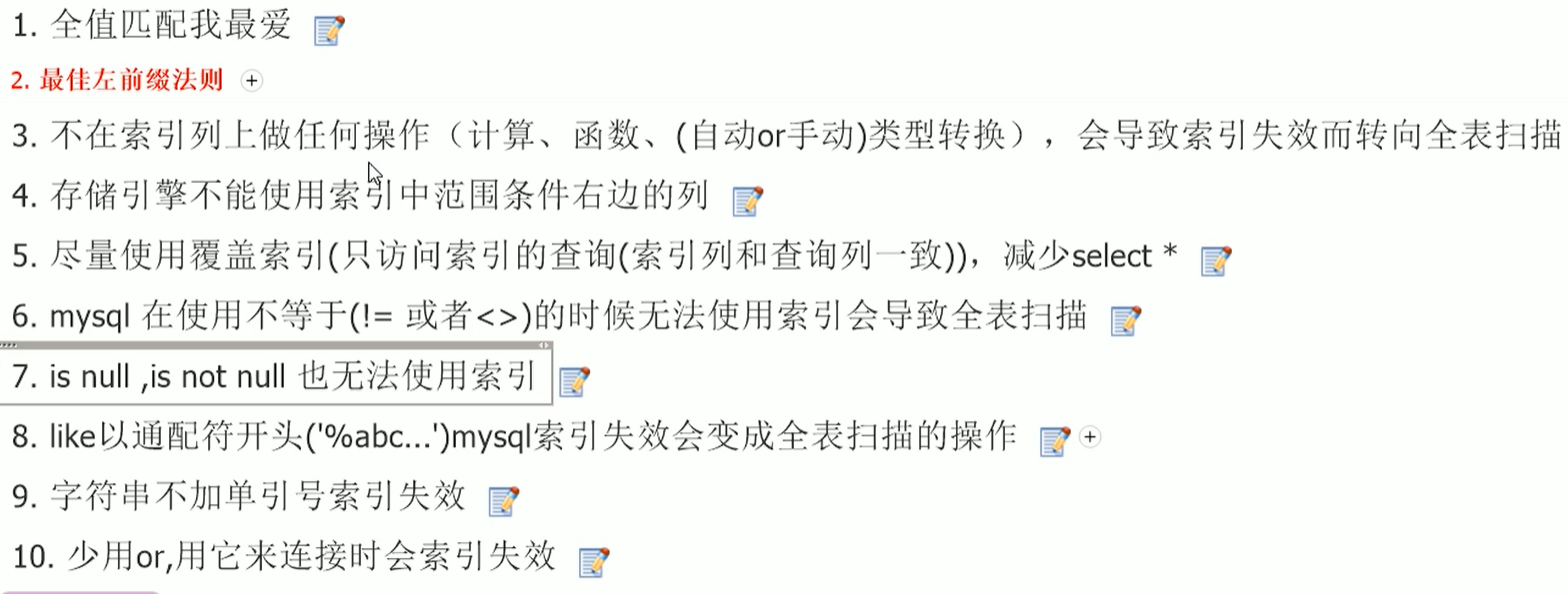 1. 全值匹配我最爱
2. 最佳左前缀法则
3. 不在索引列上做任何操作（计算、函数、(自动or手动)类型转换），会导致索引失效而转向全表扫描
4. 存储引擎不能使用索引中范围条件右边的列
5. 尽量使用覆盖索引(只访问索引的查询(索引列和查询列一致))，减少select *
6. mysql 在使用不等于(!= 或者<>)的时候无法使用索引会导致全表扫描
7. is null ,is not null 也无法使用索引
8. like以通配符开头('%abc...')mysql索引失效会变成全表扫描的操作
9. 字符串不加单引号索引失效
10. 少用or,用它来连接时会索引失效